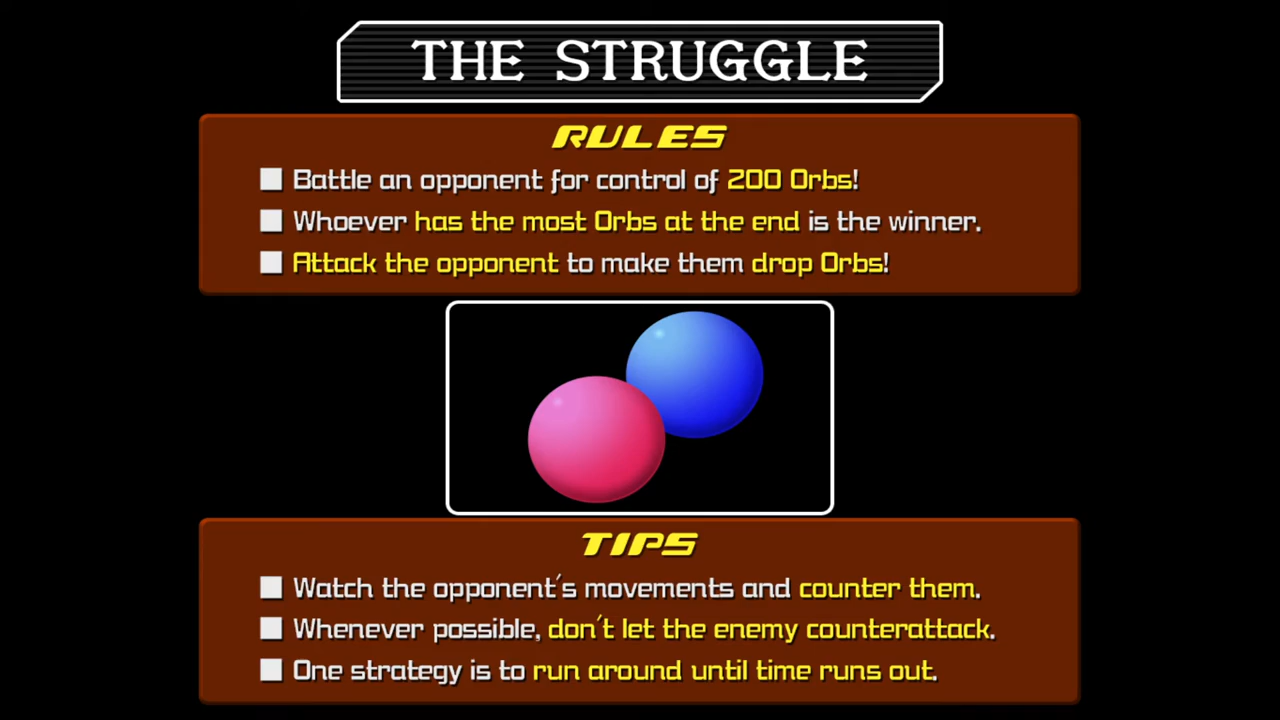 THE STRUGGLE
RULES
Battle an opponent for control of 200 Orbs!
Whoever has the most Orbs at the end is the winner.
Attack the opponent to make them drop Orbs!
TIPS
Watch the opponent's movements and counter them.
Whenever possible, don't let the enemy counterattack.
One strategy is to run around until time runs out.